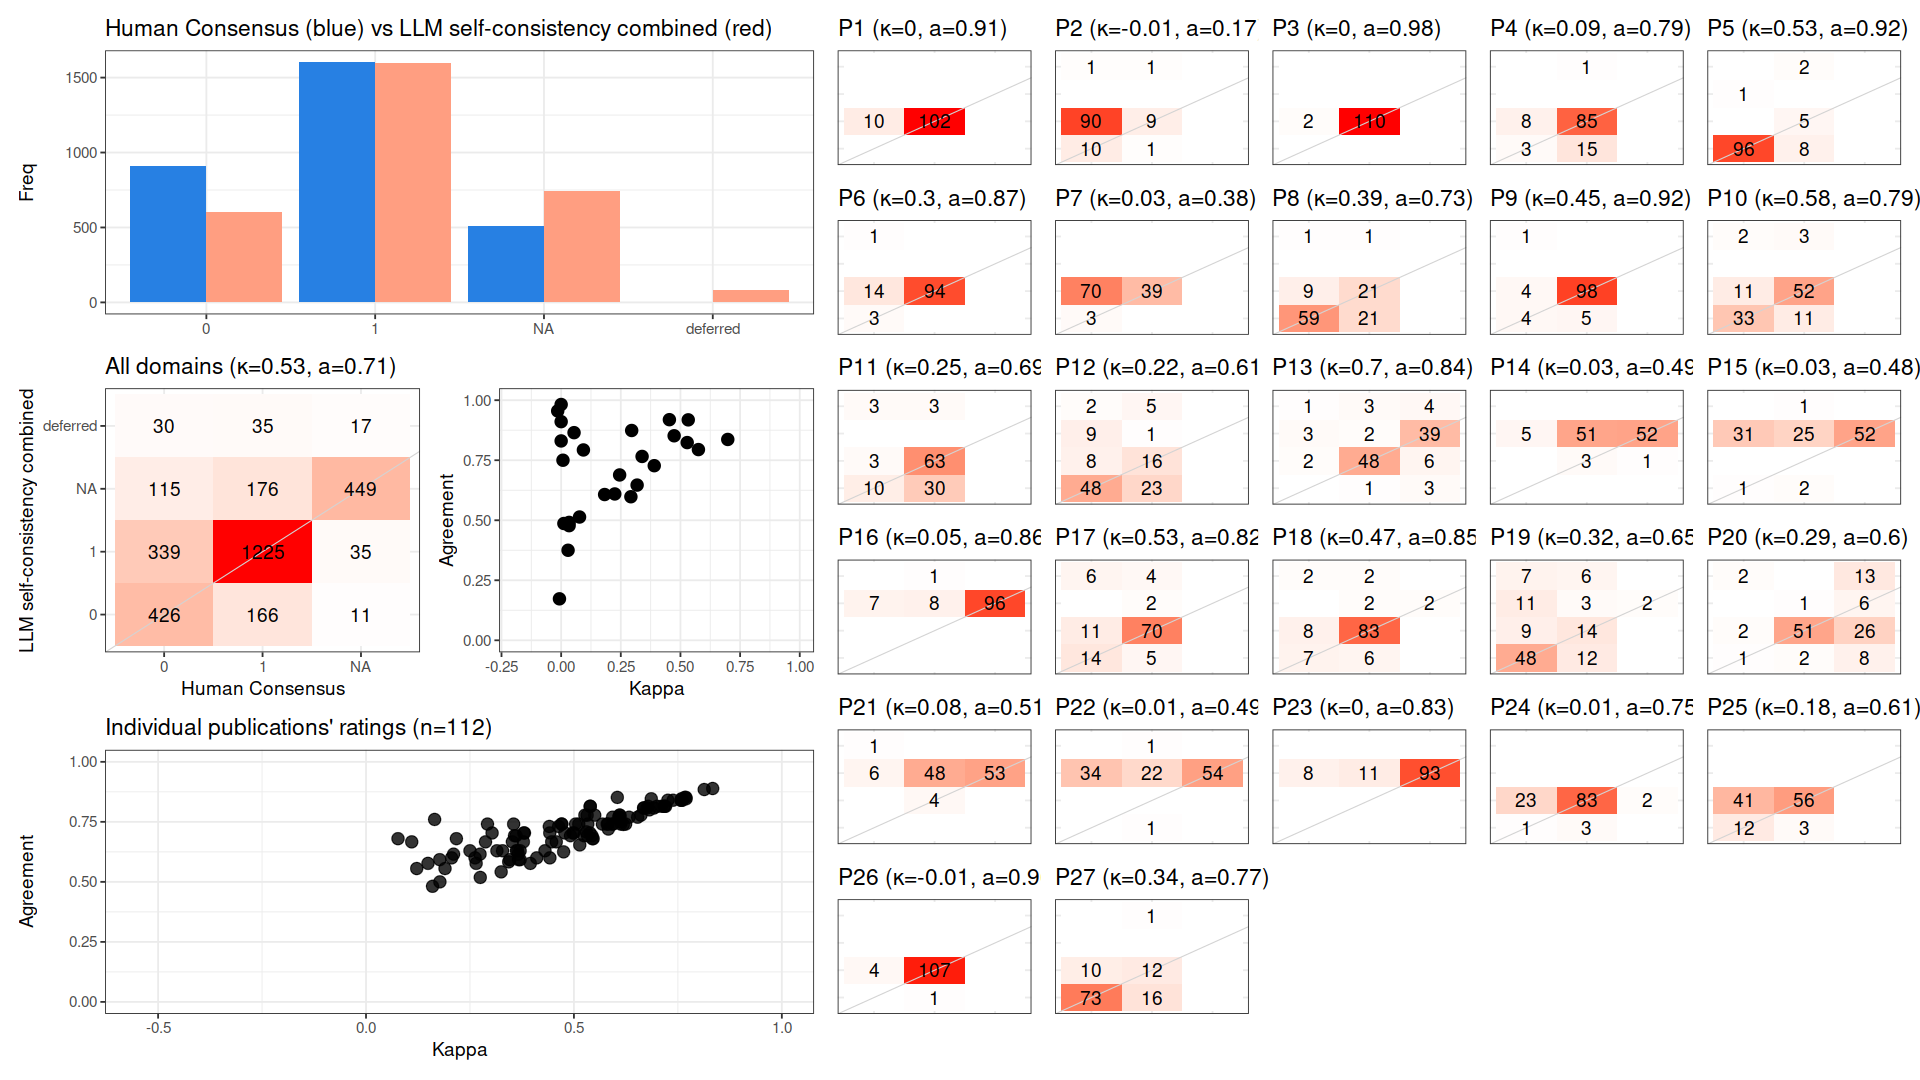 Human Consensus (blue) vs LLM self-consistency combined (red)
Freq
1500
1000
500
0
0 1 NA deferred
All domains (κ=0.53, a=0.71)
LLM self-consistency combined
deferred 30 35 17
NA 115 176 449
1 339 1225 35
0 426 166 11
0 1 NA
Human Consensus
Agreement
1.00
0.75
0.50
0.25
0.00
-0.25 0.00 0.25 0.50 0.75 1.00
Kappa
Individual publications' ratings (n=112)
Agreement
1.00
0.75
0.50
0.25
0.00
-0.5 0.0 0.5 1.0
Kappa
P1 (κ=0, a=0.91)
10 102
P2 (κ=-0.01, a=0.17
1 1
90 9
10 1
P3 (κ=0, a=0.98)
2 110
P4 (κ=0.09, a=0.79)
1
8 85
3 15
P5 (κ=0.53, a=0.92)
2
1
5
96 8
P6 (κ=0.3, a=0.87)
1
14 94
3
P7 (κ=0.03, a=0.38)
70 39
3
P8 (κ=0.39, a=0.73)
1 1
9 21
59 21
P9 (κ=0.45, a=0.92)
1
4 98
4 5
P10 (κ=0.58, a=0.79)
2 3
11 52
33 11
P11 (κ=0.25, a=0.69
3 3
3 63
10 30
P12 (κ=0.22, a=0.61
2 5
9 1
8 16
48 23
P13 (κ=0.7, a=0.84)
1 3 4
3 2 39
2 48 6
1 3
P14 (κ=0.03, a=0.49
5 51 52
3 1
P15 (κ=0.03, a=0.48)
1
31 25 52
1 2
P16 (κ=0.05, a=0.86
1
7 8 96
P17 (κ=0.53, a=0.82
6 4
2
11 70
14 5
P18 (κ=0.47, a=0.85
2 2
2 2
8 83
7 6
P19 (κ=0.32, a=0.65
7 6
11 3 2
9 14
48 12
P20 (κ=0.29, a=0.6)
2 13
1 6
2 51 26
1 2 8
P21 (κ=0.08, a=0.51
1
6 48 53
4
P22 (κ=0.01, a=0.49
1
34 22 54
1
P23 (κ=0, a=0.83)
8 11 93
P24 (κ=0.01, a=0.75
23 83 2
1 3
P25 (κ=0.18, a=0.61)
41 56
12 3
P26 (κ=-0.01, a=0.9
4 107
1
P27 (κ=0.34, a=0.77)
1
10 12
73 16